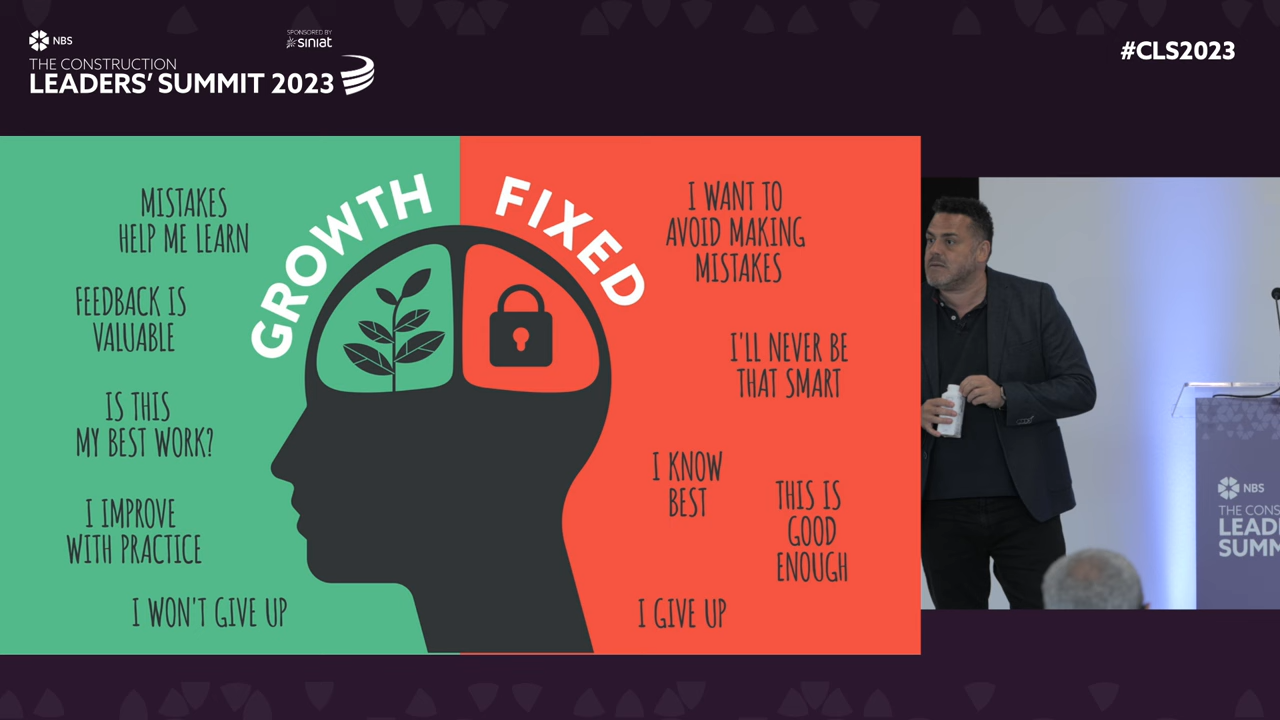 NBS
SPONSORED BY
siniat
THE CONSTRUCTION
LEADERS' SUMMIT 2023
#CLS2023
GROWTH
FIXED
MISTAKES
HELP ME LEARN
FEEDBACK IS
VALUABLE
IS THIS
MY BEST WORK?
I IMPROVE
WITH PRACTICE
I WON'T GIVE UP
I WANT TO
AVOID MAKING
MISTAKES
I'LL NEVER BE
THAT SMART
I KNOW
BEST
THIS IS
GOOD
ENOUGH
I GIVE UP
NBS
THE CONS
LEAD
SUMM